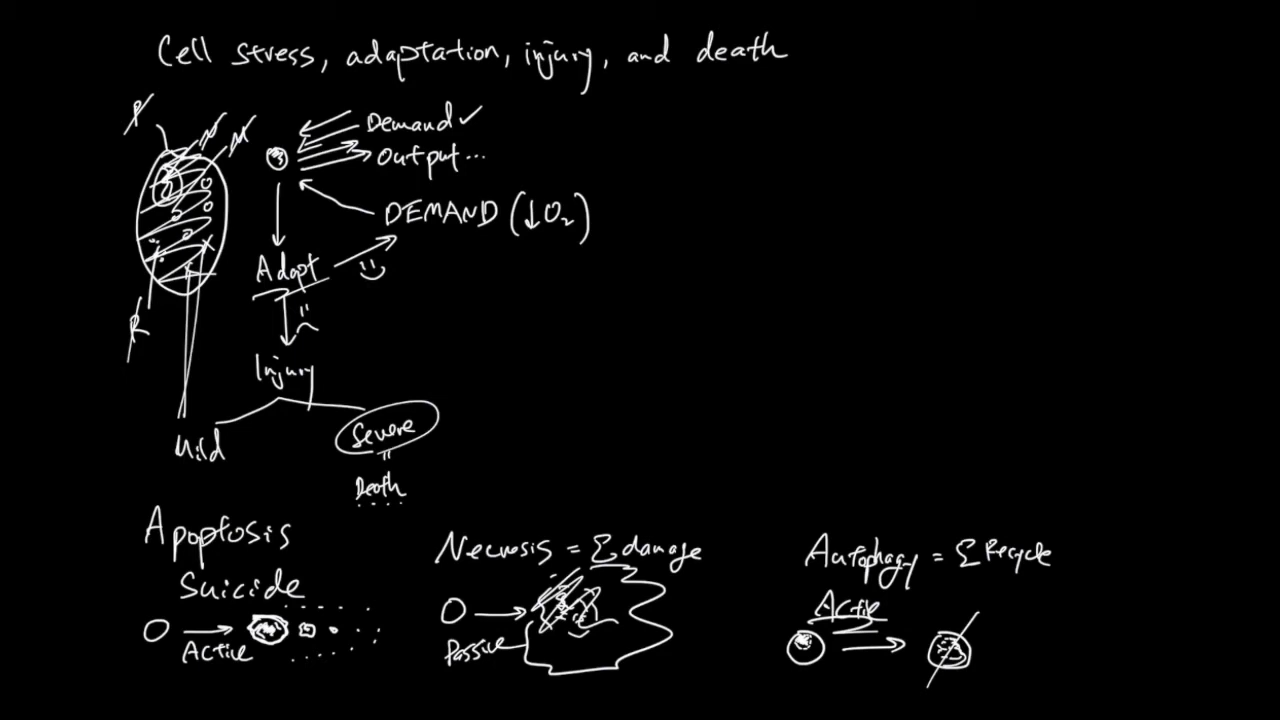 Cell stress, adaptation, injury, and death
P
N
M
Demand ✓
Output...
DEMAND (↓O₂)
Adapt
R
Injury
Mild
Severe
Death
Apoptosis
Suicide
Active
Necrosis = Σ damage
Passive
Autophagy = Σ Recycle
Active